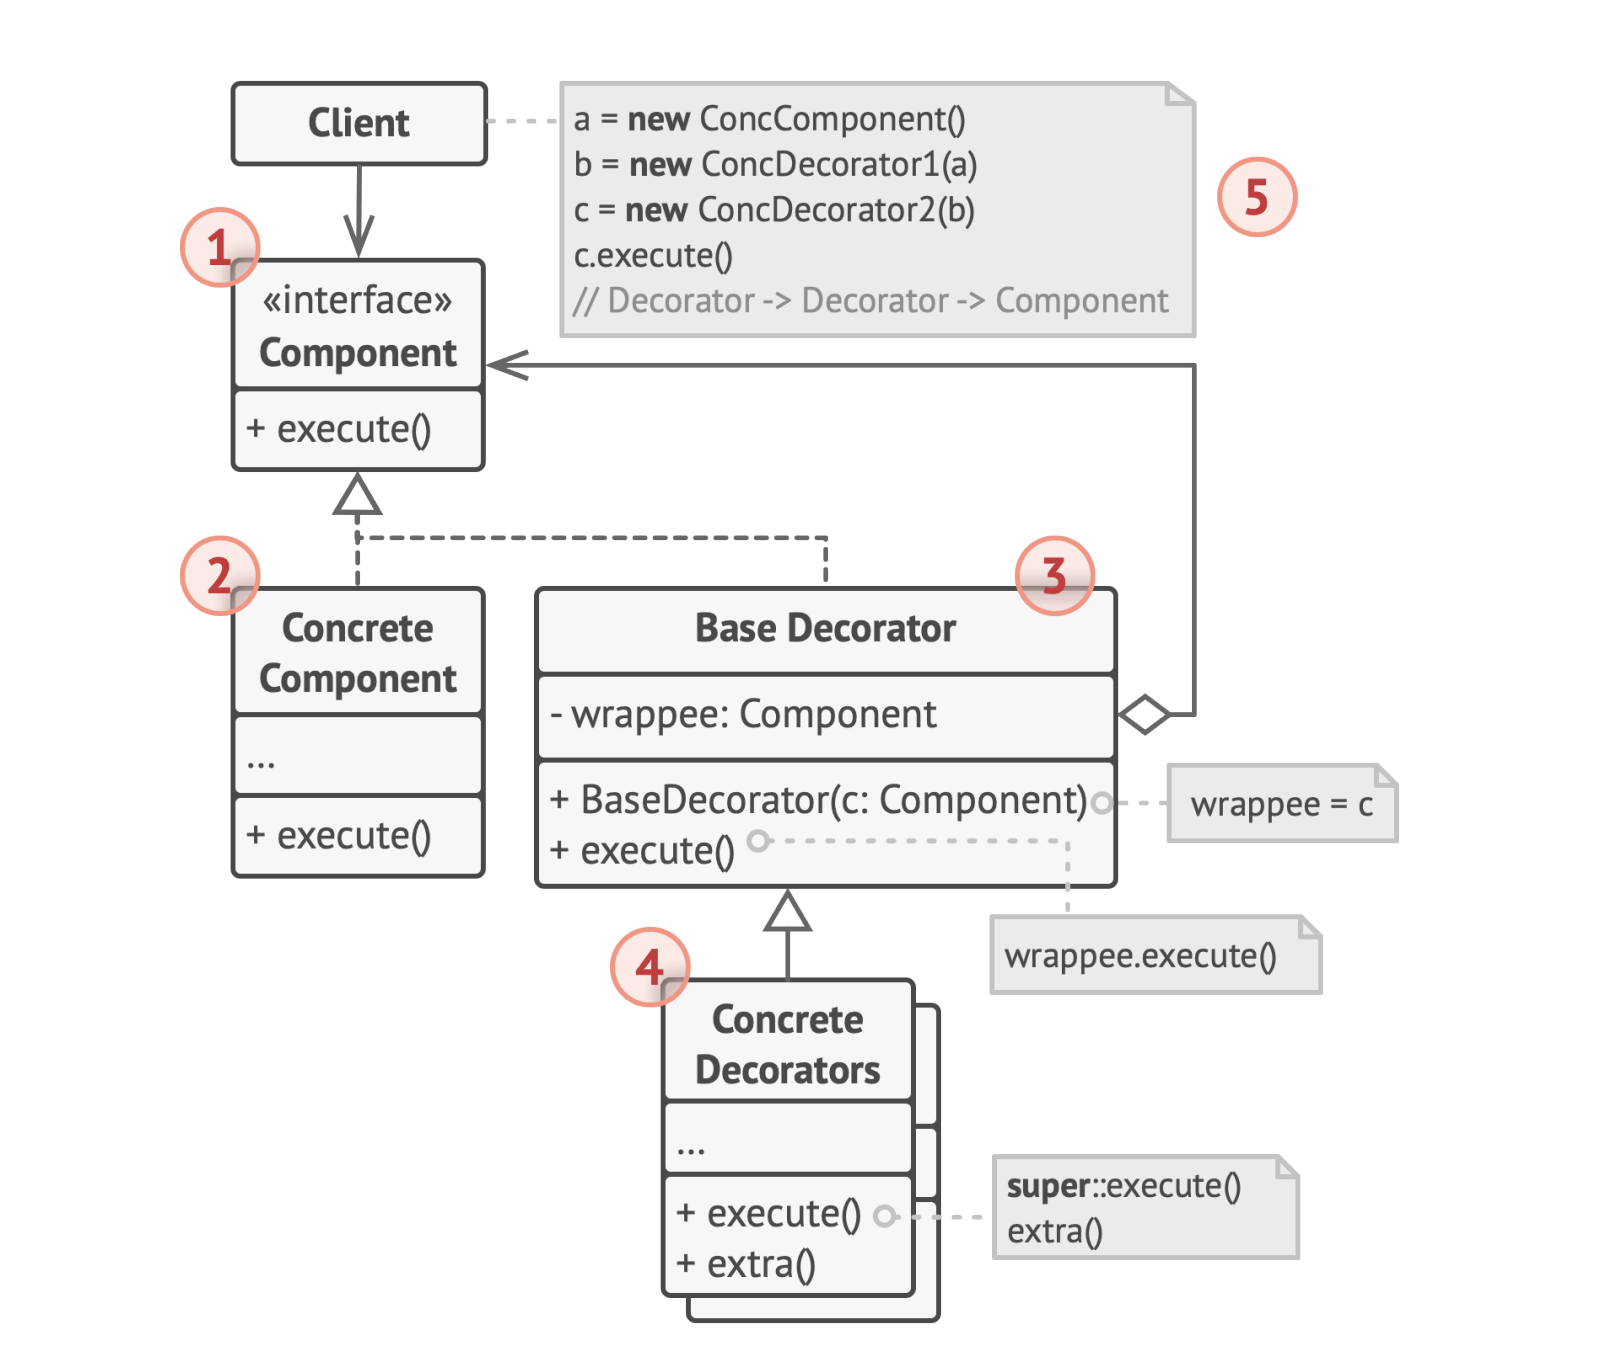 Client
a = new ConcComponent()
b = new ConcDecorator1(a)
c = new ConcDecorator2(b)
c.execute()
// Decorator -> Decorator -> Component
5
1
«interface»
Component
+ execute()
2
Concrete
Component
...
+ execute()
3
Base Decorator
- wrappee: Component
+ BaseDecorator(c: Component)
+ execute()
wrappee = c
wrappee.execute()
4
Concrete
Decorators
...
+ execute()
+ extra()
super::execute()
extra()